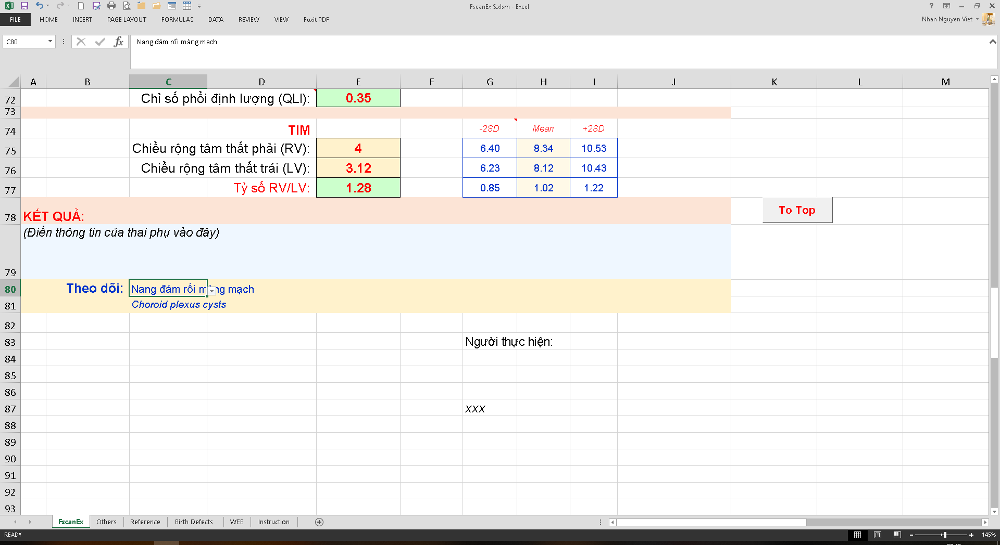 FscanEx S.xlsm - Excel
FILE HOME INSERT PAGE LAYOUT FORMULAS DATA REVIEW VIEW Foxit PDF
Nhan Nguyen Viet
C80 fx Nang đám rối màng mạch
A B C D E F G H I J K L M
72 Chỉ số phổi định lượng (QLI): 0.35
73
74 TIM -2SD Mean +2SD
75 Chiều rộng tâm thất phải (RV): 4 6.40 8.34 10.53
76 Chiều rộng tâm thất trái (LV): 3.12 6.23 8.12 10.43
77 Tỷ số RV/LV: 1.28 0.85 1.02 1.22
78 KẾT QUẢ: To Top
79 (Điền thông tin của thai phụ vào đây)
80 Theo dõi: Nang đám rối màng mạch
81 Choroid plexus cysts
82
83 Người thực hiện:
84
85
86
87 XXX
88
89
90
91
92
93
FscanEx Others Reference Birth Defects WEB Instruction
READY 145%